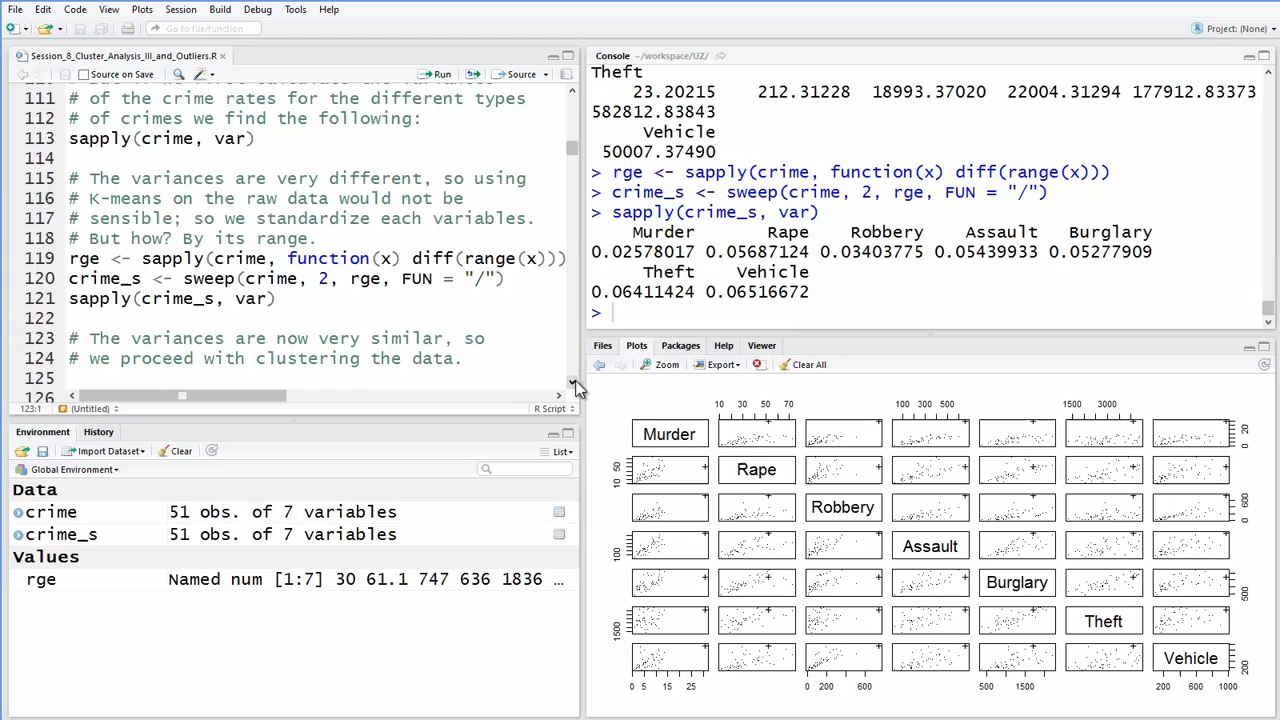 File Edit Code View Plots Session Build Debug Tools Help
Go to file/function
Project: (None)
Session_8_Cluster_Analysis_III_and_Outliers.R
Source on Save Run Source
111 # of the crime rates for the different types
112 # of crimes we find the following:
113 sapply(crime, var)
114
115 # The variances are very different, so using
116 # K-means on the raw data would not be
117 # sensible; so we standardize each variables.
118 # But how? By its range.
119 rge <- sapply(crime, function(x) diff(range(x)))
120 crime_s <- sweep(crime, 2, rge, FUN = "/")
121 sapply(crime_s, var)
122
123 # The variances are now very similar, so
124 # we proceed with clustering the data.
125
126
123:1 (Untitled) R Script
Console ~/workspace/UZ/
Theft
23.20215 212.31228 18993.37020 22004.31294 177912.83373
582812.83843
Vehicle
50007.37490
> rge <- sapply(crime, function(x) diff(range(x)))
> crime_s <- sweep(crime, 2, rge, FUN = "/")
> sapply(crime_s, var)
Murder Rape Robbery Assault Burglary
0.02578017 0.05687124 0.03403775 0.05439933 0.05277909
Theft Vehicle
0.06411424 0.06516672
>
Environment History
Import Dataset Clear List
Global Environment
Data
crime 51 obs. of 7 variables
crime_s 51 obs. of 7 variables
Values
rge Named num [1:7] 30 61.1 747 636 1836 ...
Files Plots Packages Help Viewer
Zoom Export Clear All
10 30 50 70 100 300 500 1500 3000
Murder 0 20
10 50 Rape
Robbery 0 600
100 Assault
Burglary 500
1500 Theft
Vehicle 200
0 5 15 25 0 200 600 500 1500 200 600 1000